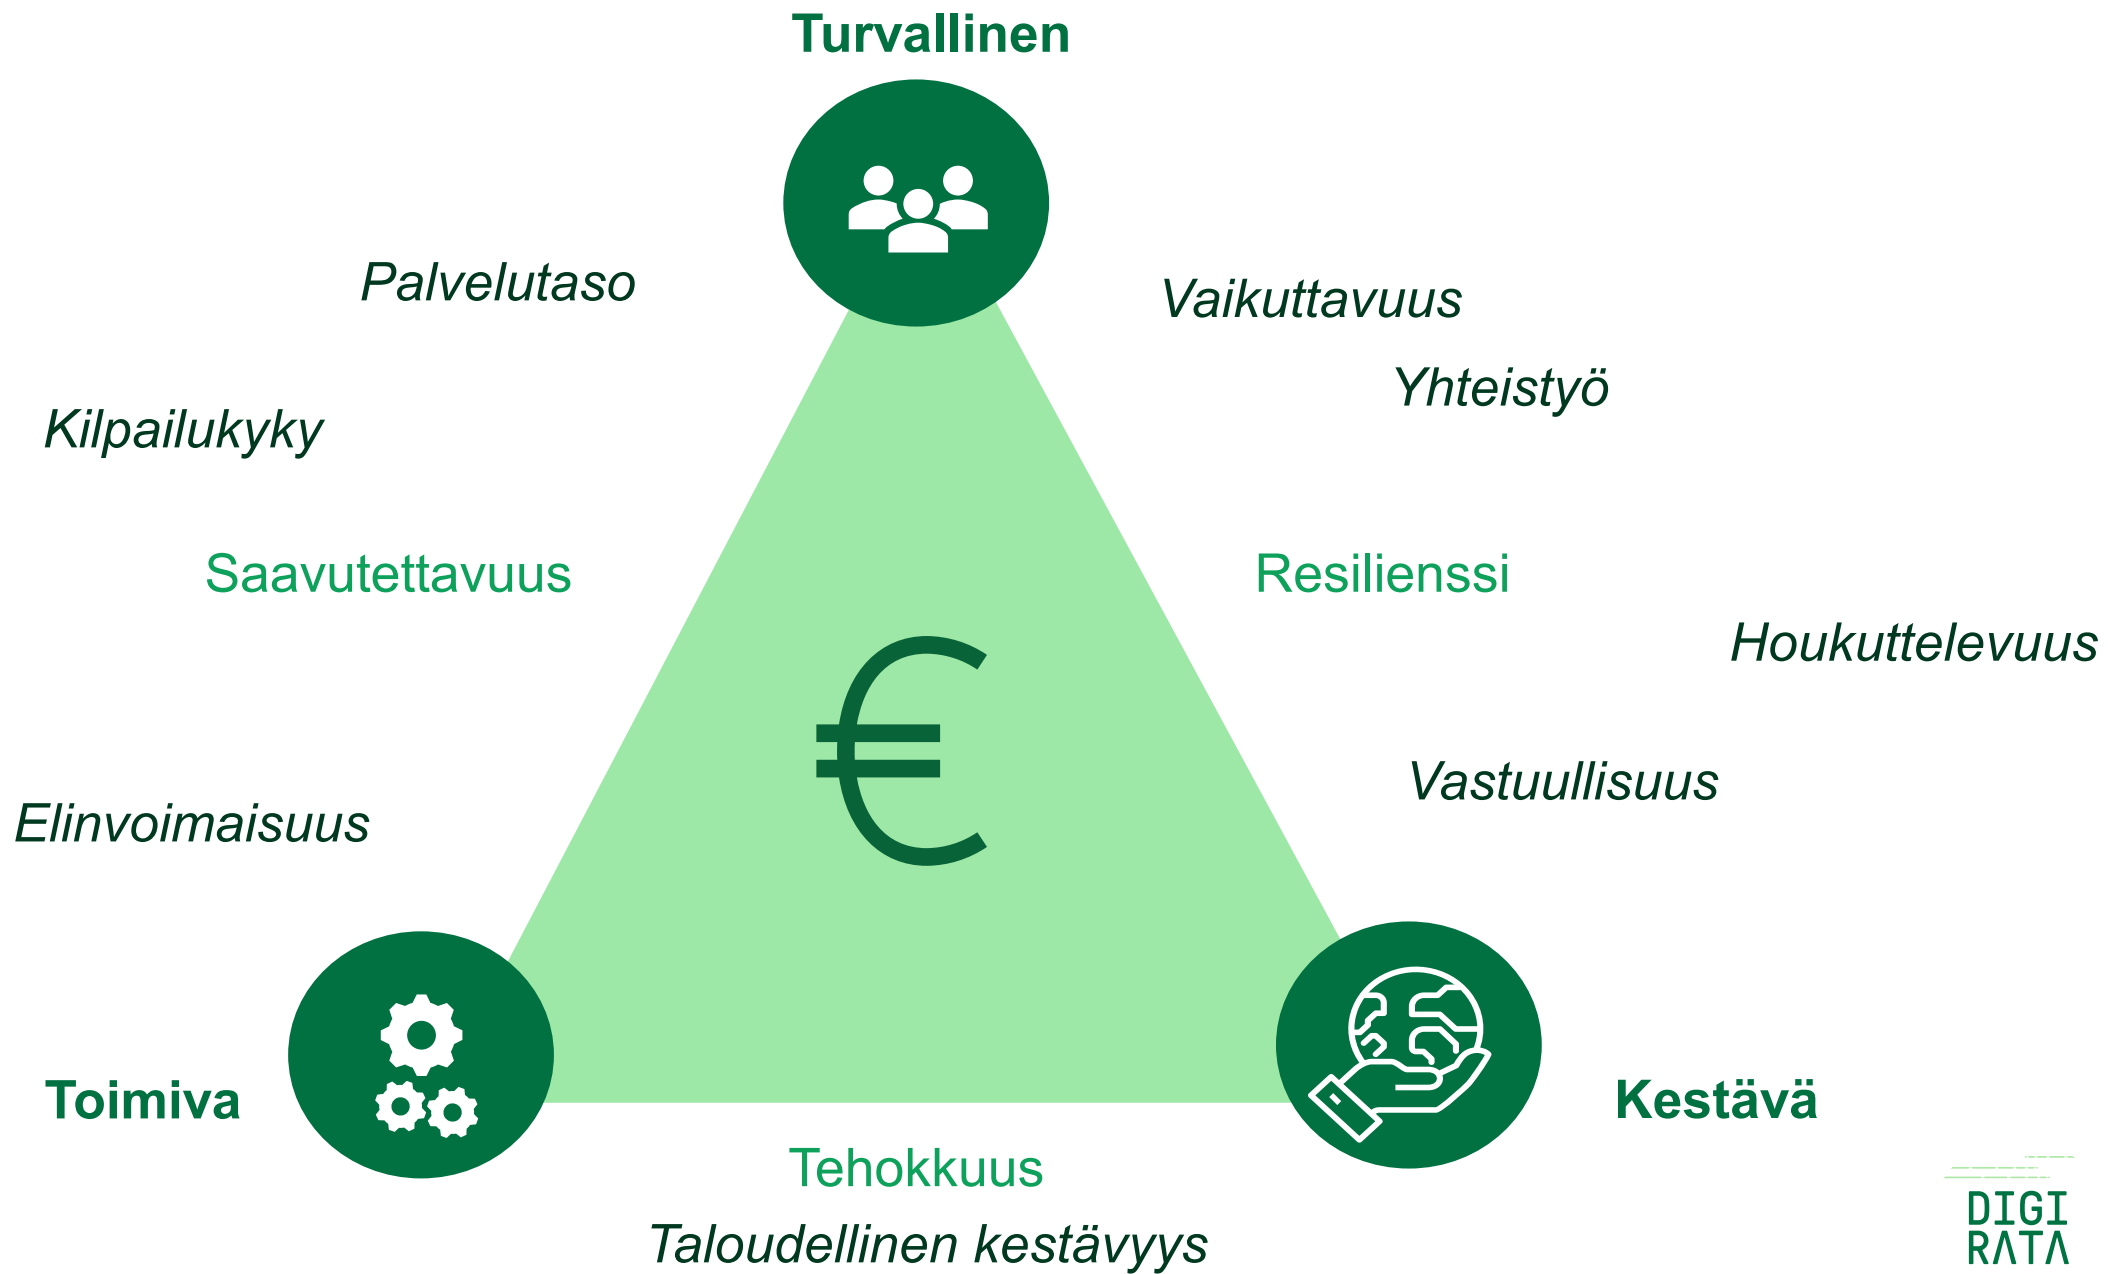 Turvallinen
Palvelutaso
Vaikuttavuus
Yhteistyö
Kilpailukyky
Saavutettavuus
Resilienssi
Houkuttelevuus
€
Vastuullisuus
Elinvoimaisuus
Toimiva
Kestävä
Tehokkuus
Taloudellinen kestävyys
DIGI
RATA